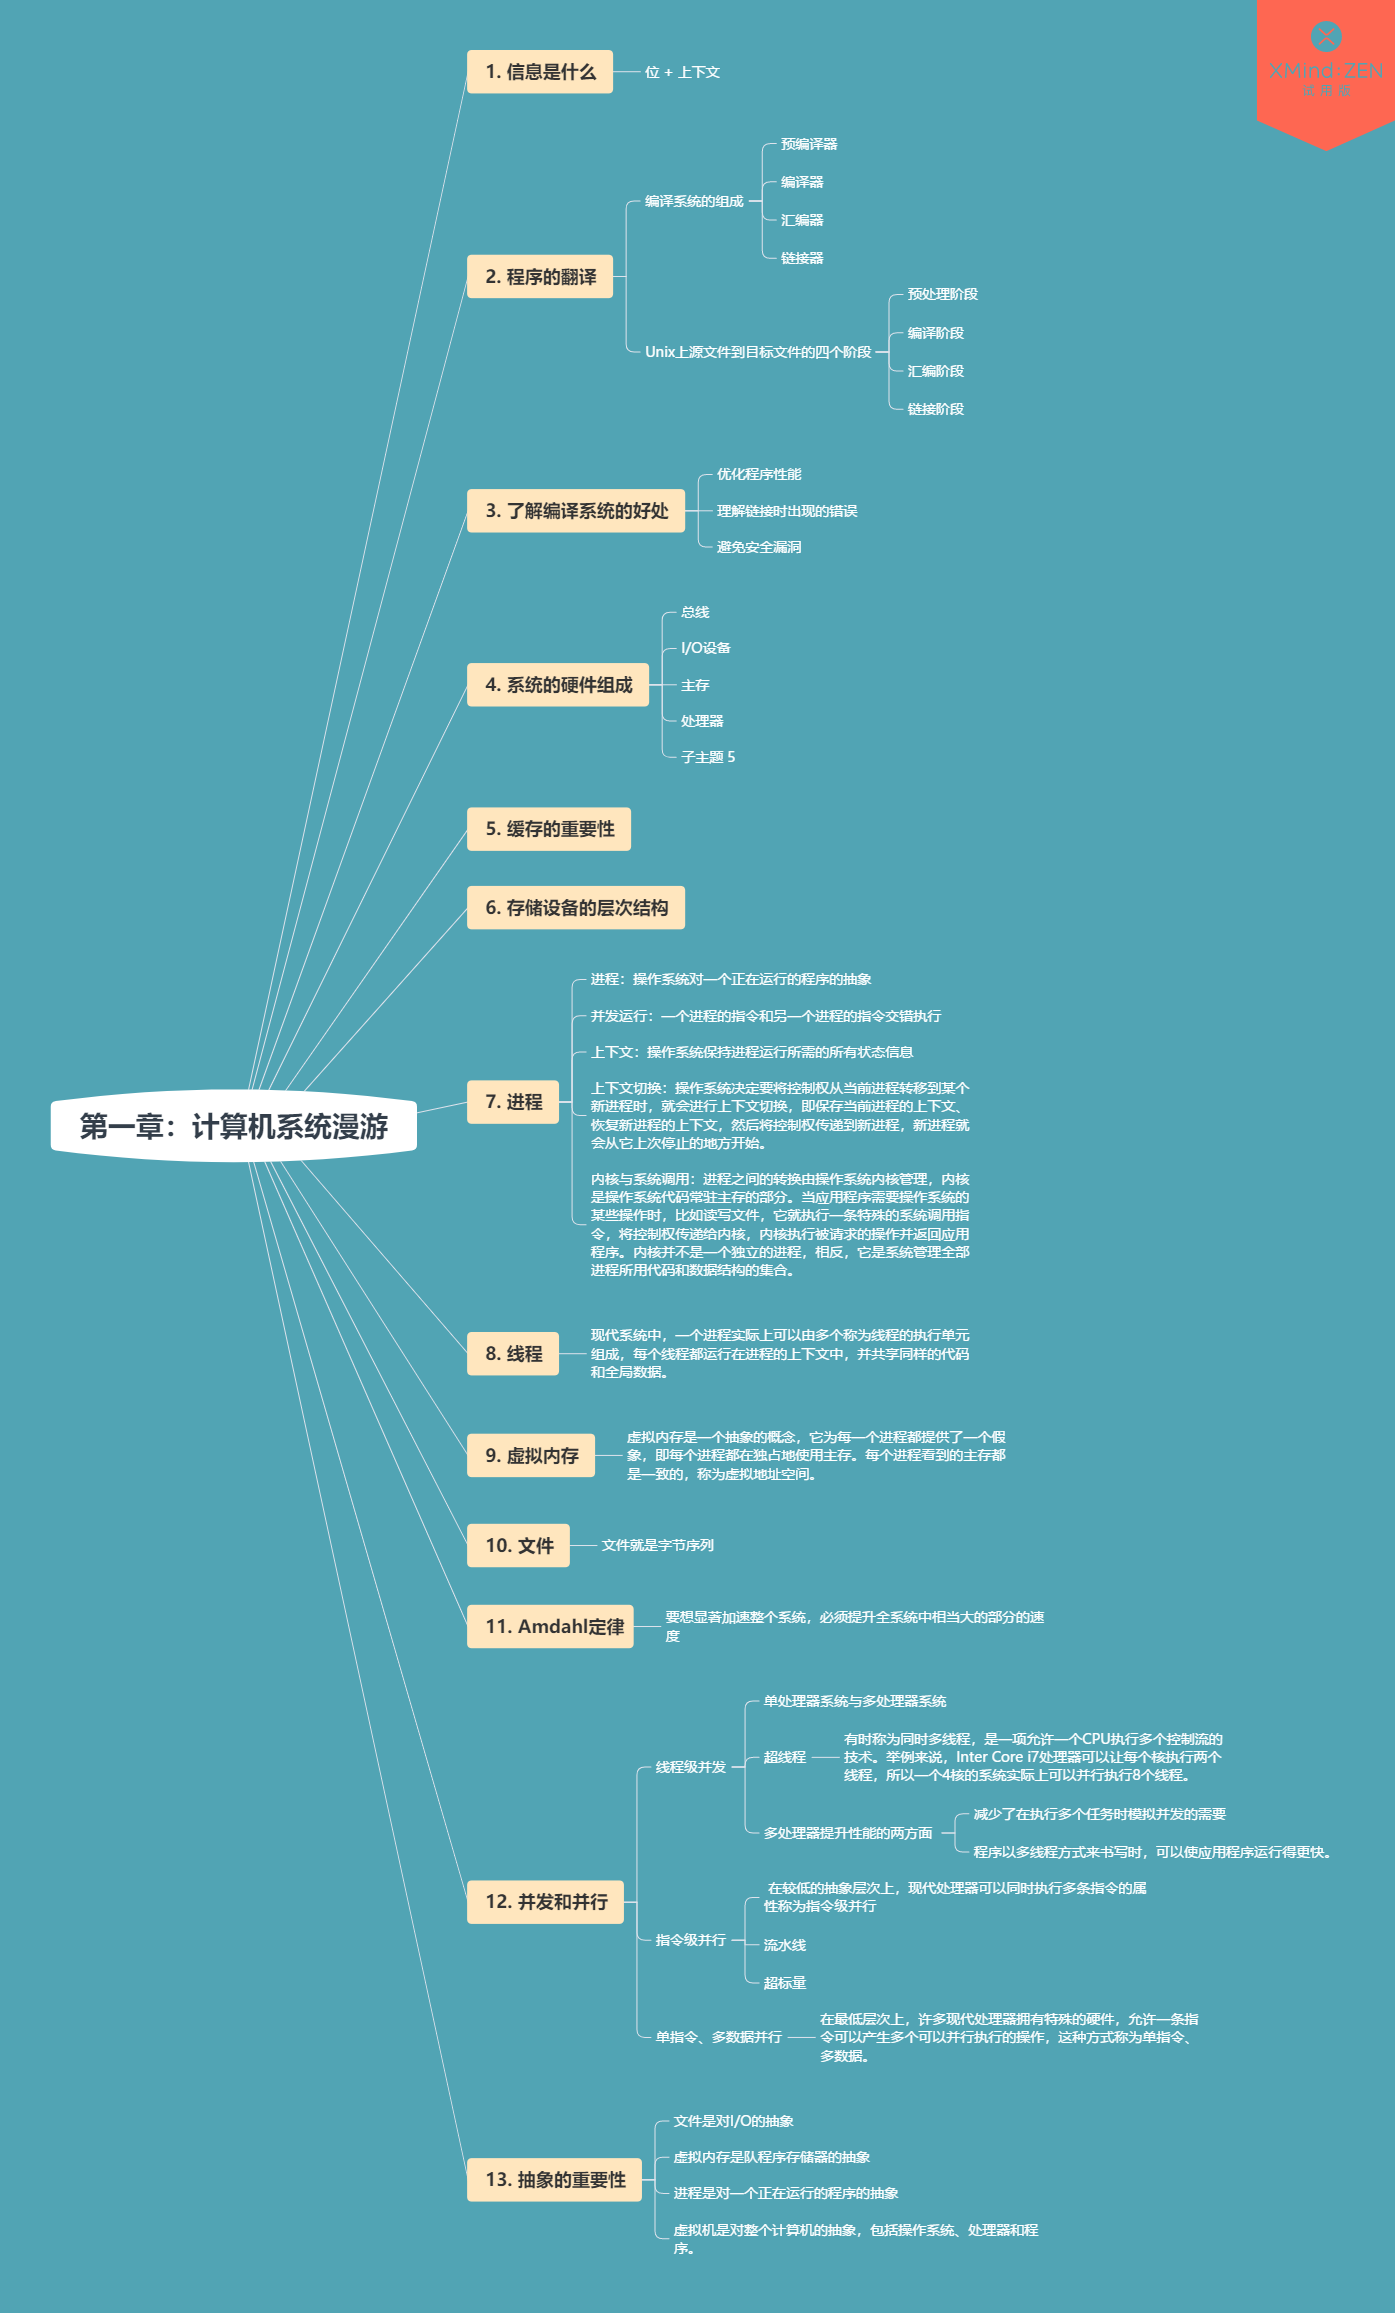 XMind:ZEN
试用版
1. 信息是什么
位 + 上下文
2. 程序的翻译
编译系统的组成
预编译器
编译器
汇编器
链接器
Unix上源文件到目标文件的四个阶段
预处理阶段
编译阶段
汇编阶段
链接阶段
3. 了解编译系统的好处
优化程序性能
理解链接时出现的错误
避免安全漏洞
4. 系统的硬件组成
总线
I/O设备
主存
处理器
子主题 5
5. 缓存的重要性
6. 存储设备的层次结构
第一章：计算机系统漫游
7. 进程
进程：操作系统对一个正在运行的程序的抽象
并发运行：一个进程的指令和另一个进程的指令交错执行
上下文：操作系统保持进程运行所需的所有状态信息
上下文切换：操作系统决定要将控制权从当前进程转移到某个
新进程时，就会进行上下文切换，即保存当前进程的上下文、
恢复新进程的上下文，然后将控制权传递到新进程，新进程就
会从它上次停止的地方开始。
内核与系统调用：进程之间的转换由操作系统内核管理，内核
是操作系统代码常驻主存的部分。当应用程序需要操作系统的
某些操作时，比如读写文件，它就执行一条特殊的系统调用指
令，将控制权传递给内核，内核执行被请求的操作并返回应用
程序。内核并不是一个独立的进程，相反，它是系统管理全部
进程所用代码和数据结构的集合。
8. 线程
现代系统中，一个进程实际上可以由多个称为线程的执行单元
组成，每个线程都运行在进程的上下文中，并共享同样的代码
和全局数据。
9. 虚拟内存
虚拟内存是一个抽象的概念，它为每一个进程都提供了一个假
象，即每个进程都在独占地使用主存。每个进程看到的主存都
是一致的，称为虚拟地址空间。
10. 文件
文件就是字节序列
11. Amdahl定律
要想显著加速整个系统，必须提升全系统中相当大的部分的速
度
12. 并发和并行
线程级并发
单处理器系统与多处理器系统
超线程
有时称为同时多线程，是一项允许一个CPU执行多个控制流的
技术。举例来说，Inter Core i7处理器可以让每个核执行两个
线程，所以一个4核的系统实际上可以并行执行8个线程。
多处理器提升性能的两方面
减少了在执行多个任务时模拟并发的需要
程序以多线程方式来书写时，可以使应用程序运行得更快。
指令级并行
在较低的抽象层次上，现代处理器可以同时执行多条指令的属
性称为指令级并行
流水线
超标量
单指令、多数据并行
在最低层次上，许多现代处理器拥有特殊的硬件，允许一条指
令可以产生多个可以并行执行的操作，这种方式称为单指令、
多数据。
13. 抽象的重要性
文件是对I/O的抽象
虚拟内存是队程序存储器的抽象
进程是对一个正在运行的程序的抽象
虚拟机是对整个计算机的抽象，包括操作系统、处理器和程
序。